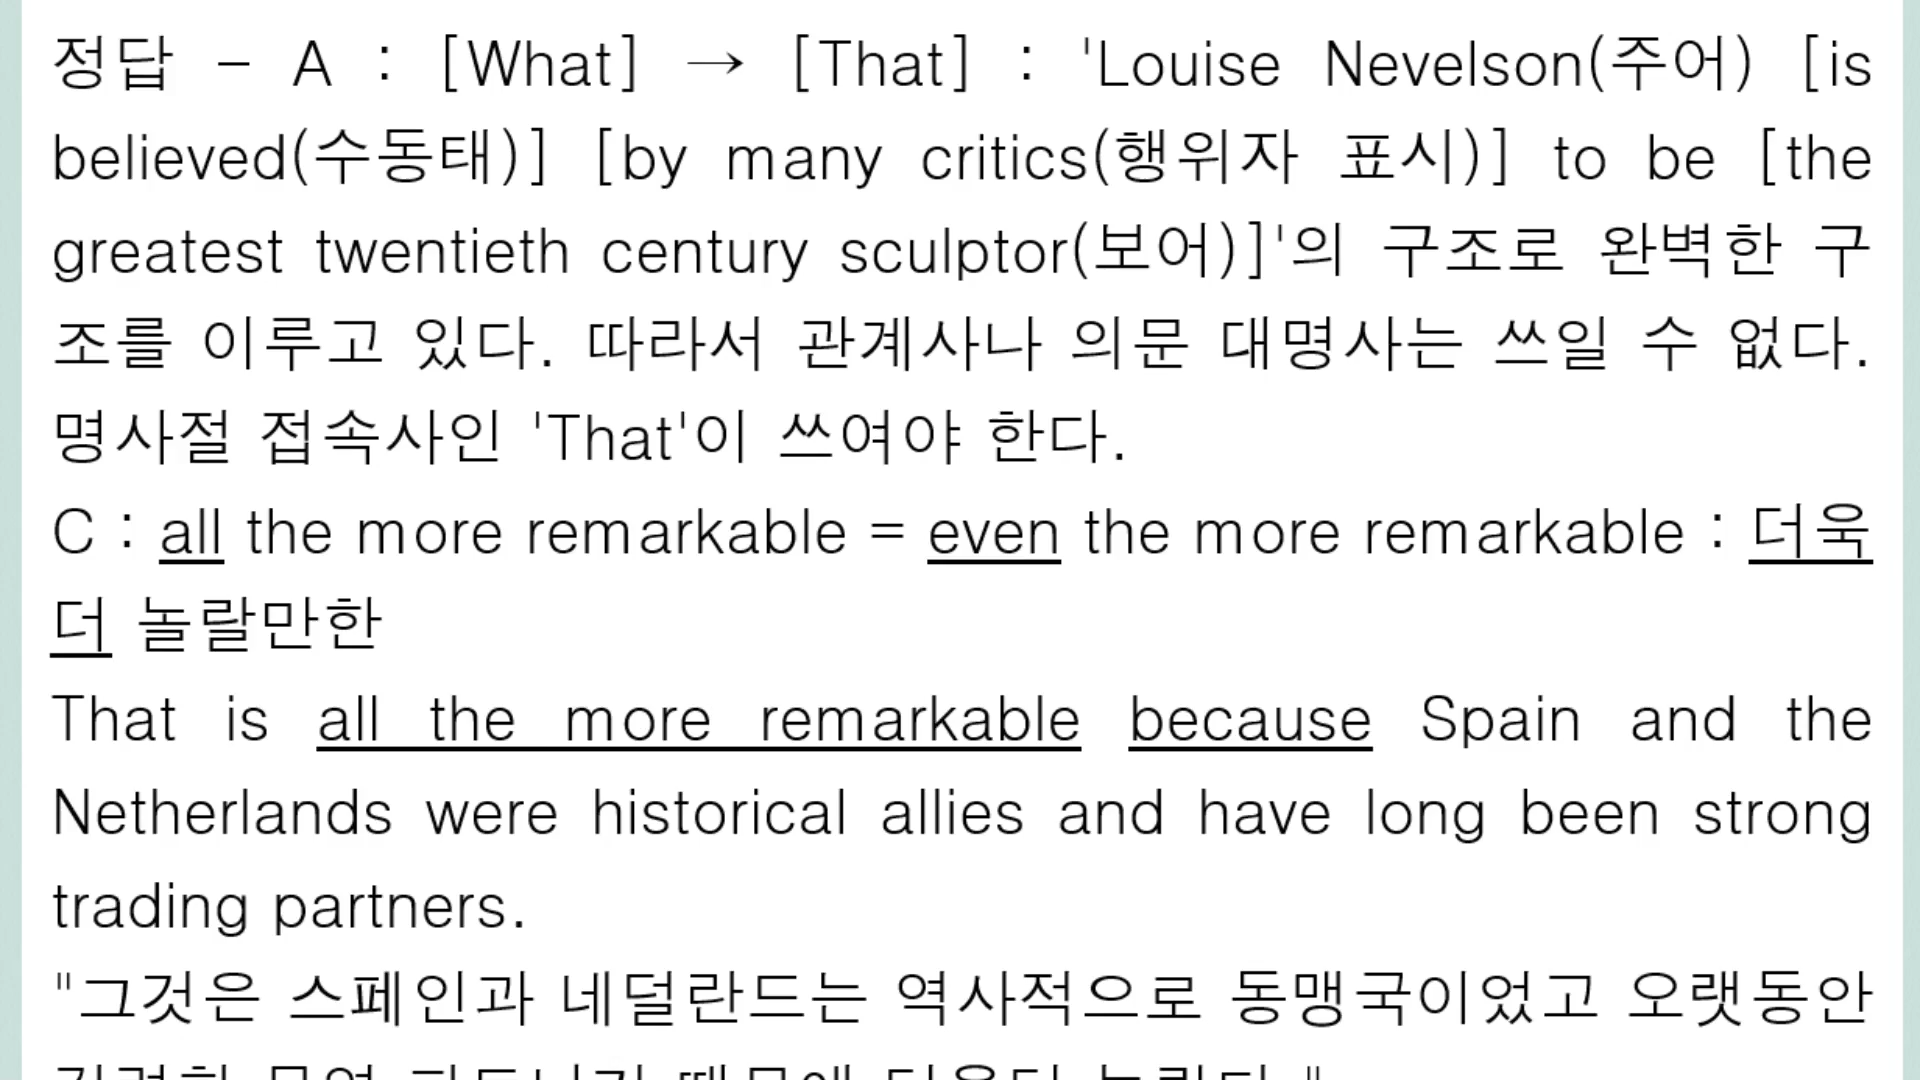 정답 - A : [What] → [That] : 'Louise Nevelson(주어) [is
believed(수동태)] [by many critics(행위자 표시)] to be [the
greatest twentieth century sculptor(보어)]'의 구조로 완벽한 구
조를 이루고 있다. 따라서 관계사나 의문 대명사는 쓰일 수 없다.
명사절 접속사인 'That'이 쓰여야 한다.
C : all the more remarkable = even the more remarkable : 더욱
더 놀랄만한
That is all the more remarkable because Spain and the
Netherlands were historical allies and have long been strong
trading partners.
"그것은 스페인과 네덜란드는 역사적으로 동맹국이었고 오랫동안